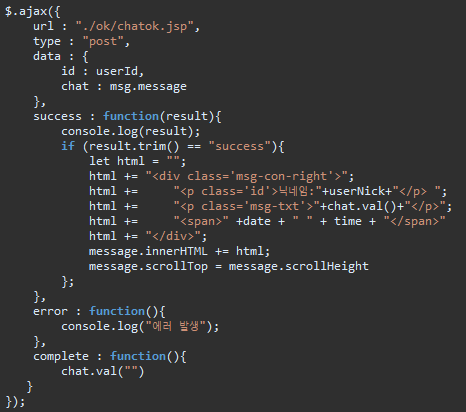 $.ajax({
url : "./ok/chatok.jsp",
type : "post",
data : {
id : userId,
chat : msg.message
},
success : function(result){
console.log(result);
if (result.trim() == "success"){
let html = "";
html += "<div class='msg-con-right'>";
html += "<p class='id'>닉네임:"+userNick+"</p> ";
html += "<p class='msg-txt'>"+chat.val()+"</p>";
html += "<span>" +date + " " + time + "</span>"
html += "</div>";
message.innerHTML += html;
message.scrollTop = message.scrollHeight
};
},
error : function(){
console.log("에러 발생");
},
complete : function(){
chat.val("")
}
});